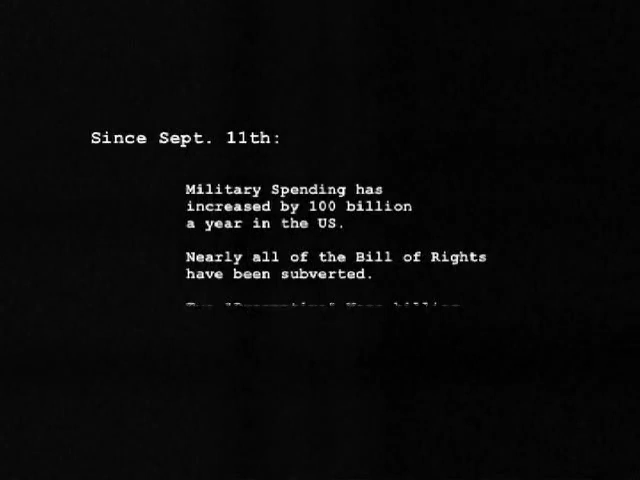 Since Sept. 11th:
Military Spending has
increased by 100 billion
a year in the US.
Nearly all of the Bill of Rights
have been subverted.